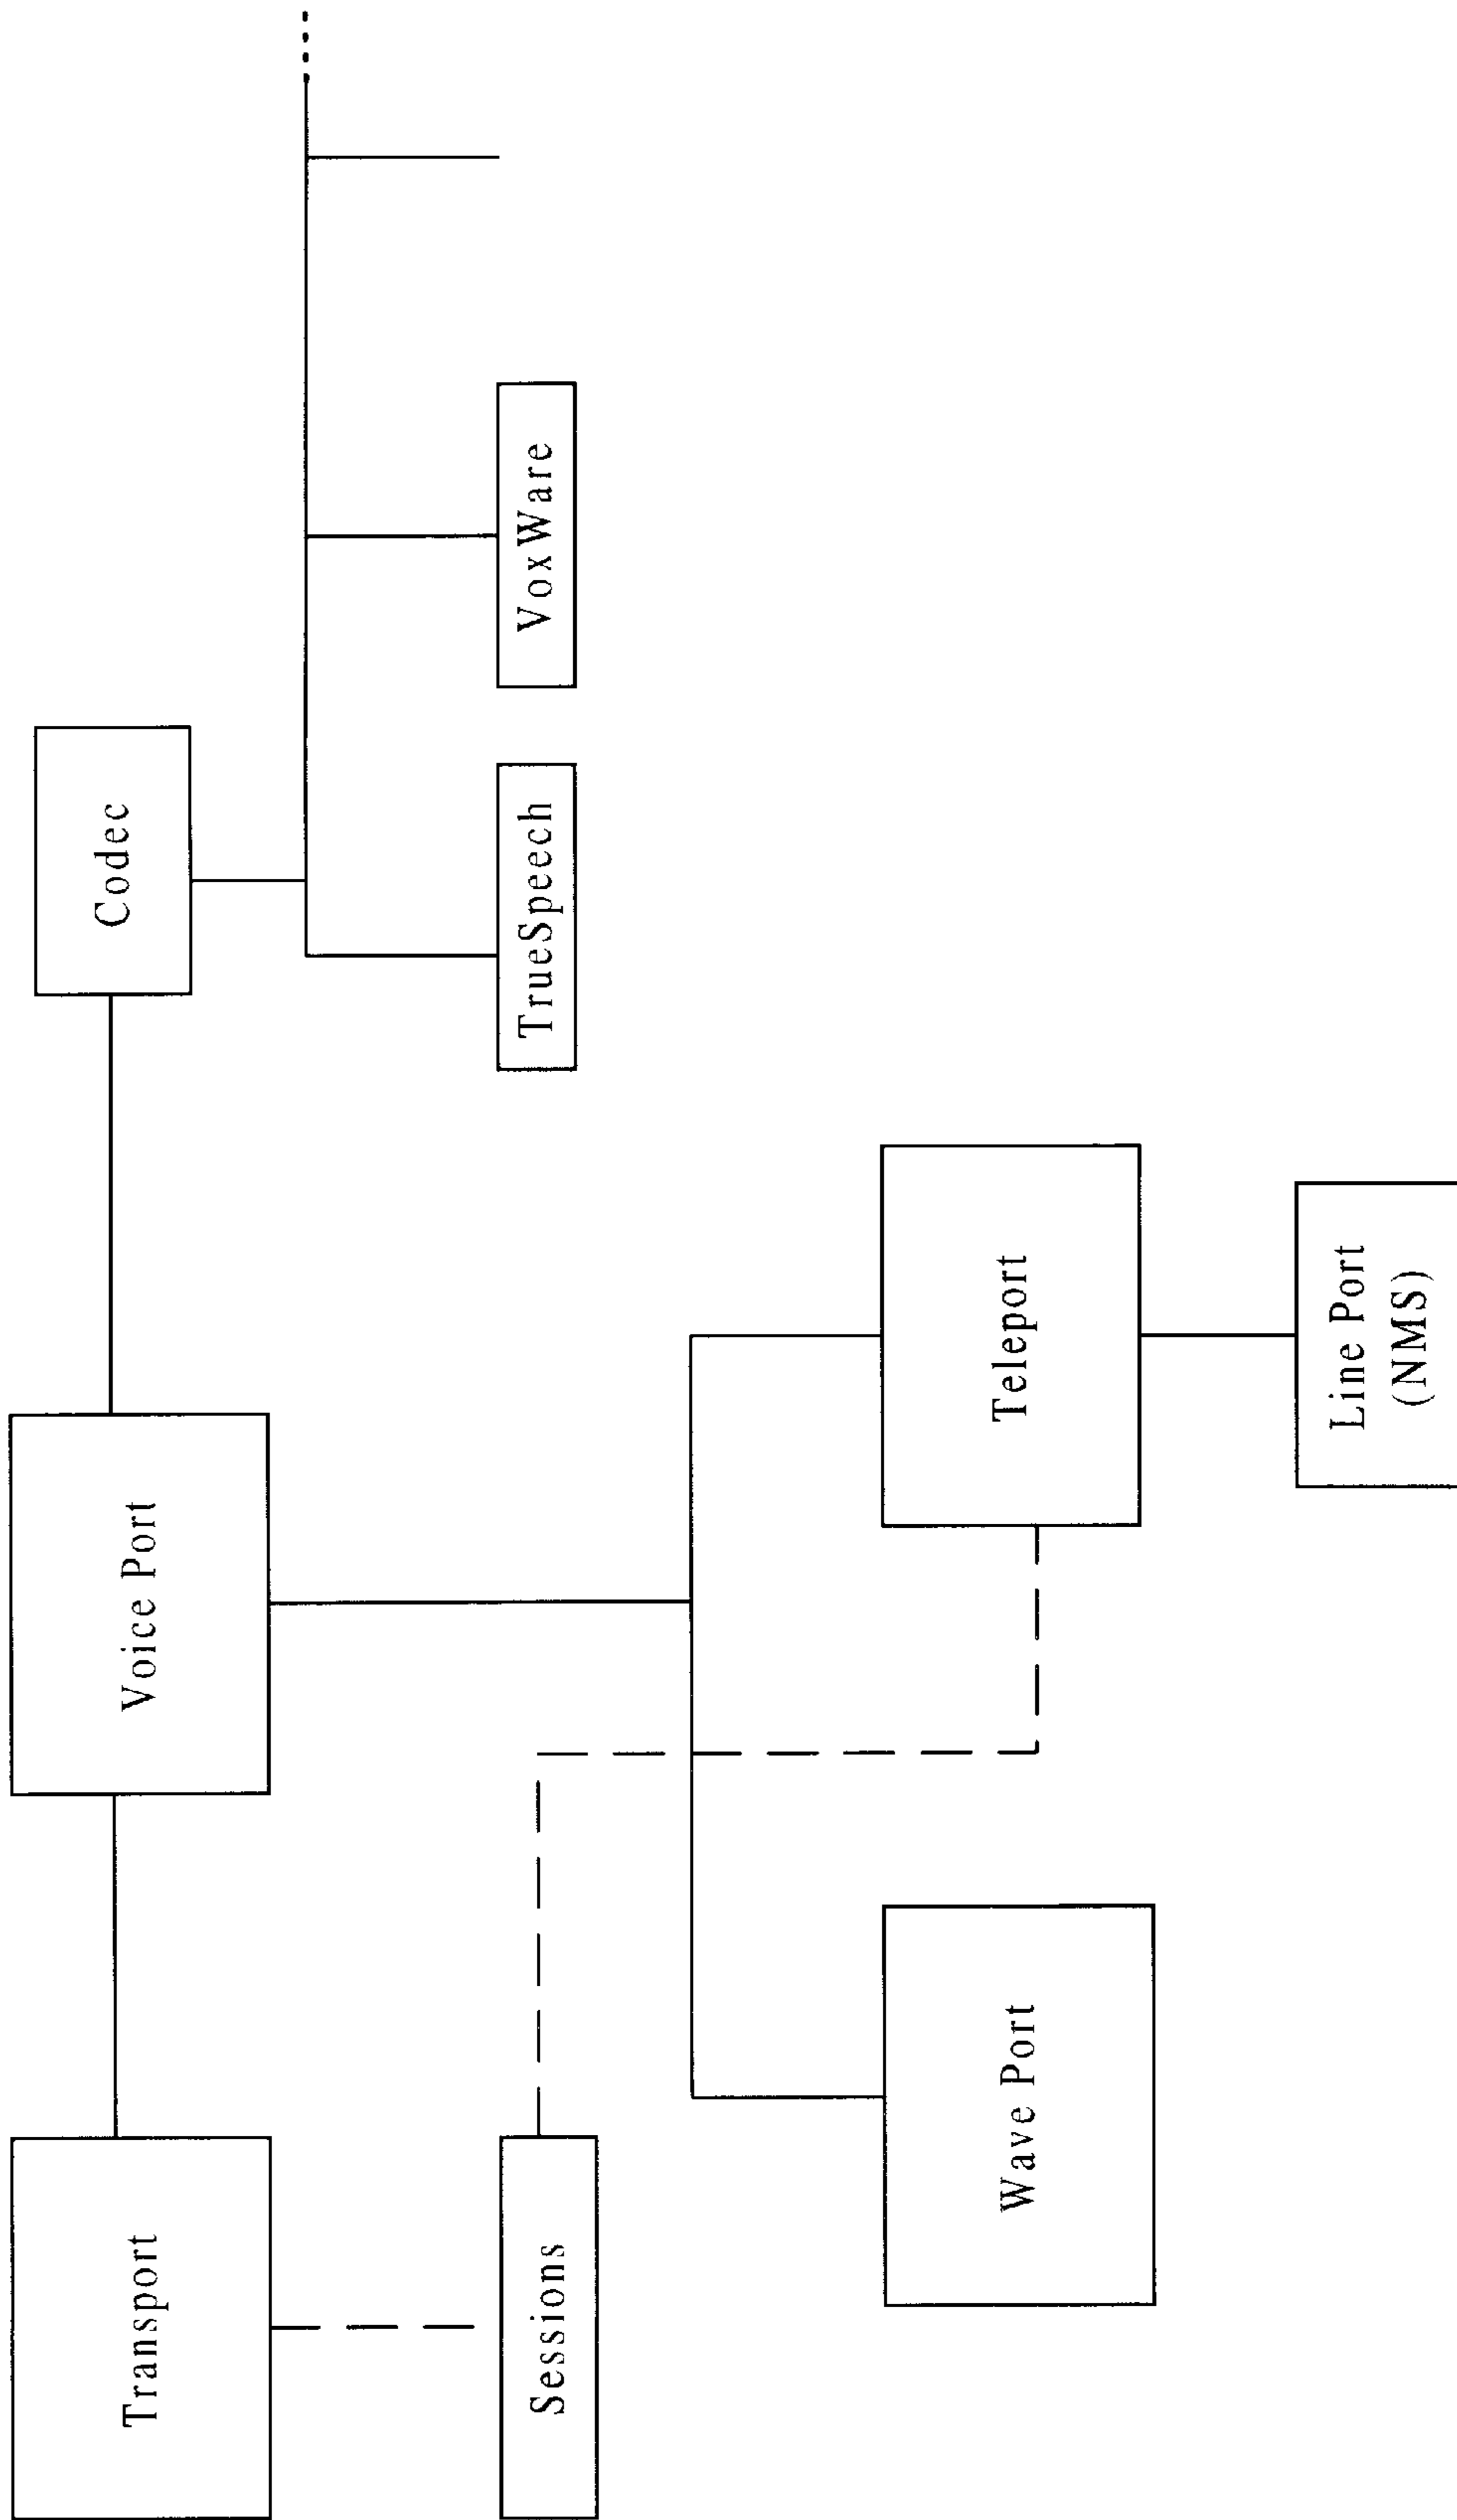 Transport
Voice Port
Codec
Sessions
TrueSpeech
VoxWare
Wave Port
Teleport
Line Port
(NMS)